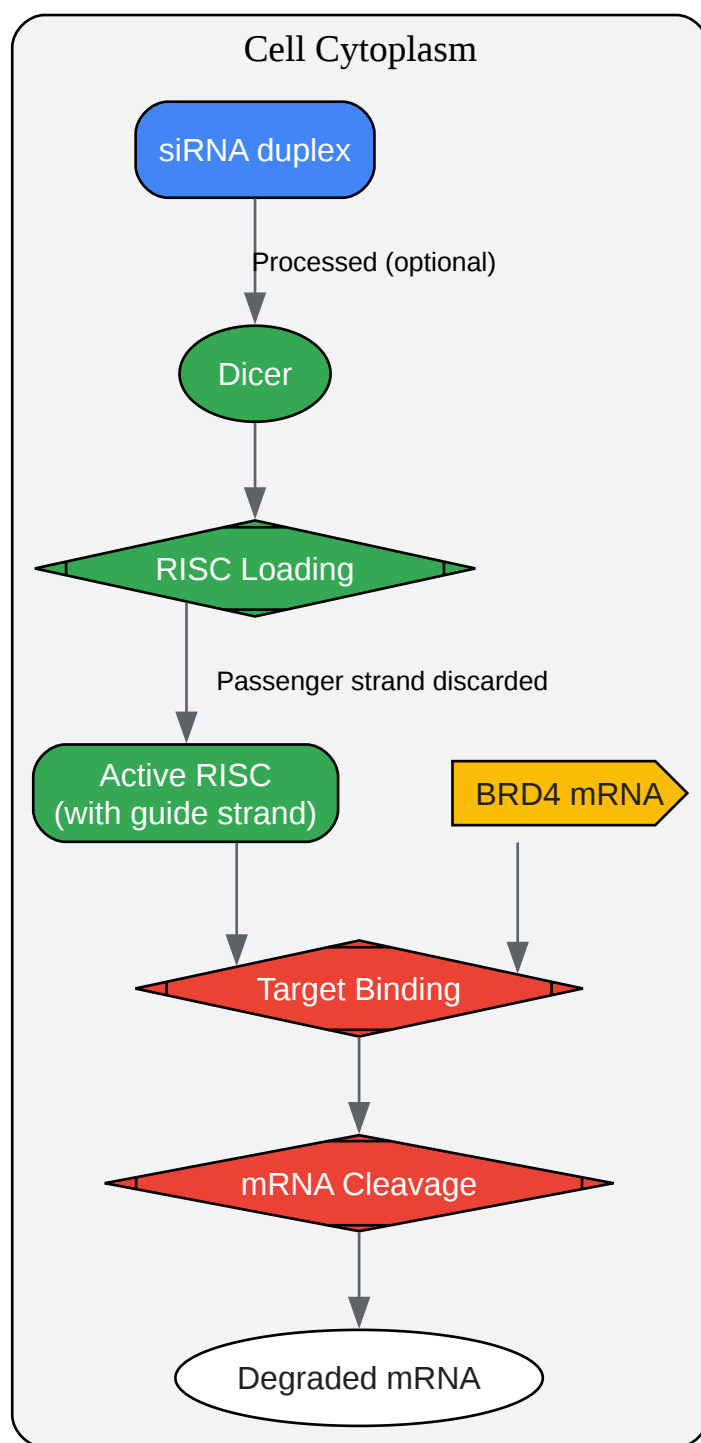 Cell Cytoplasm
siRNA duplex
Processed (optional)
Dicer
RISC Loading
Passenger strand discarded
Active RISC
(with guide strand)
BRD4 mRNA
Target Binding
mRNA Cleavage
Degraded mRNA